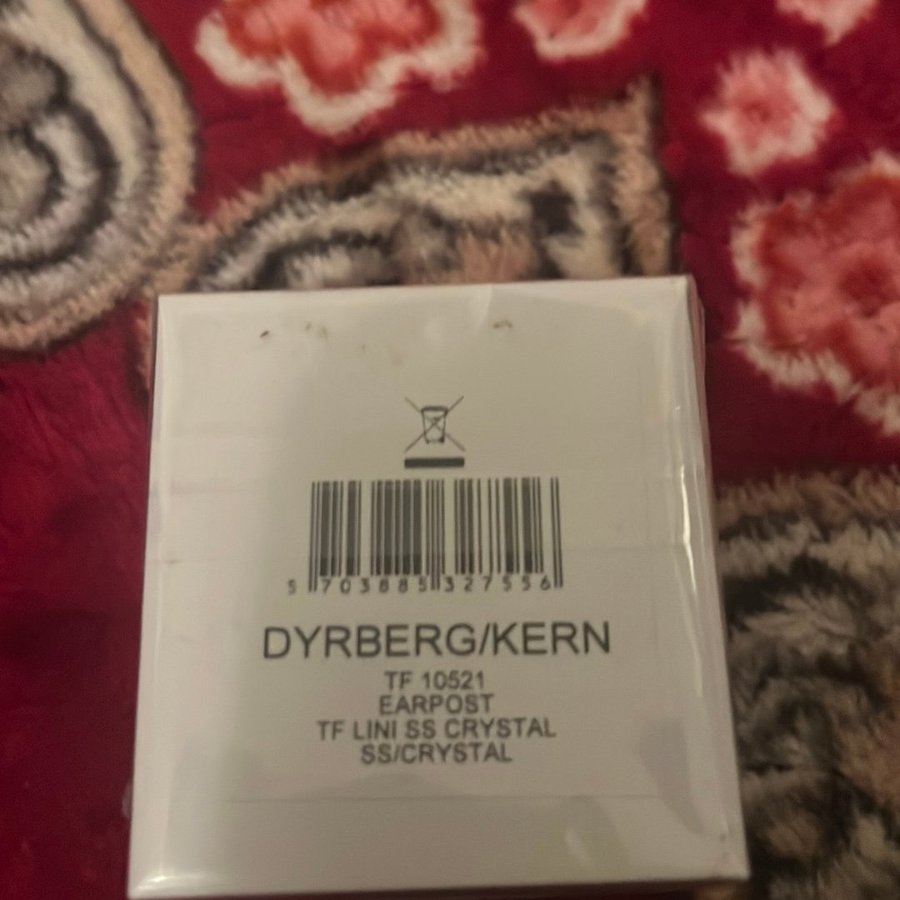 5 703885 327556
DYRBERG/KERN
TF 10521
EARPOST
TF LINI SS CRYSTAL
SS/CRYSTAL